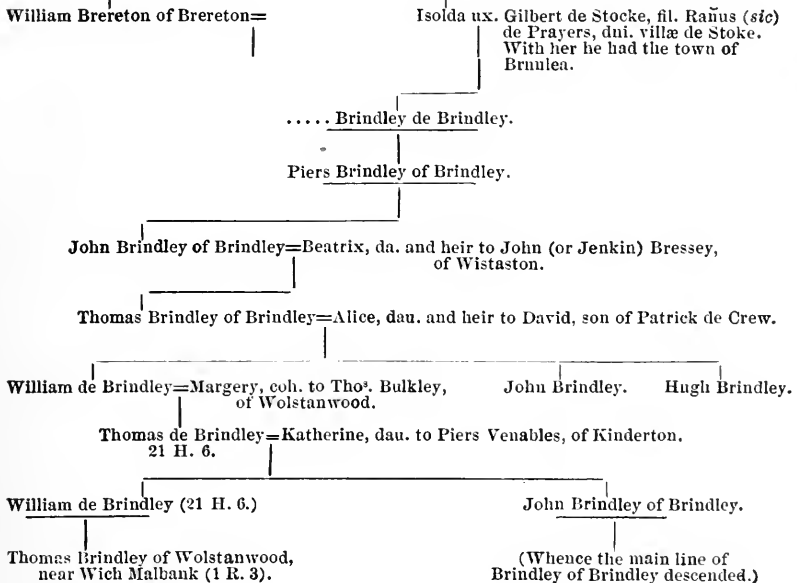 William Brereton of Brereton=
Isolda ux. Gilbert de Stocke, fil. Rañus (sic)
de Prayers, dni. villæ de Stoke.
With her he had the town of
Brunlea.
..... Brindley de Brindley.
Piers Brindley of Brindley.
John Brindley of Brindley=Beatrix, da. and heir to John (or Jenkin) Bressey,
of Wistaston.
Thomas Brindley of Brindley=Alice, dau. and heir to David, son of Patrick de Crew.
William de Brindley=Margery, coh. to Thoˢ. Bulkley,
of Wolstanwood.
John Brindley. Hugh Brindley.
Thomas de Brindley=Katherine, dau. to Piers Venables, of Kinderton.
21 H. 6.
William de Brindley (21 H. 6.)
John Brindley of Brindley.
Thomas Brindley of Wolstanwood,
near Wich Malbank (1 R. 3).
(Whence the main line of
Brindley of Brindley descended.)